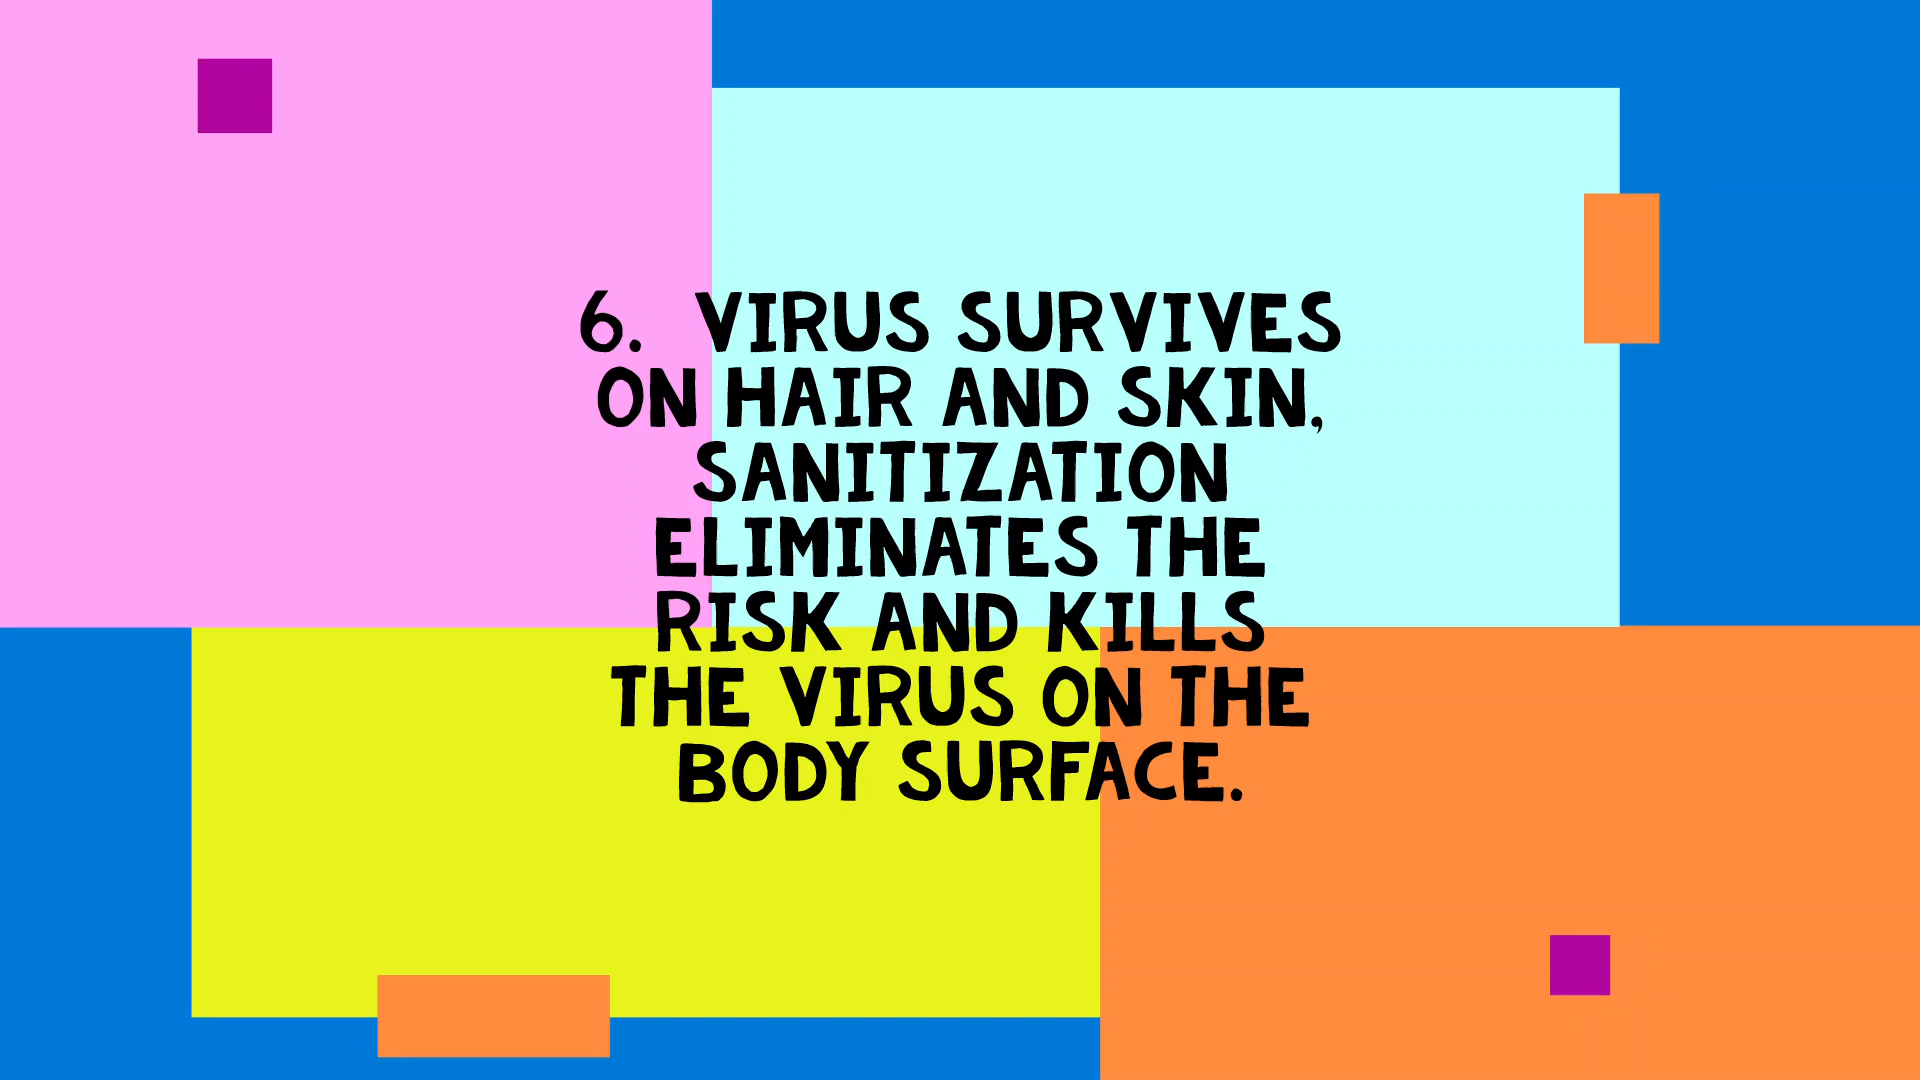 6. VIRUS SURVIVES
ON HAIR AND SKIN,
SANITIZATION
ELIMINATES THE
RISK AND KILLS
THE VIRUS ON THE
BODY SURFACE.